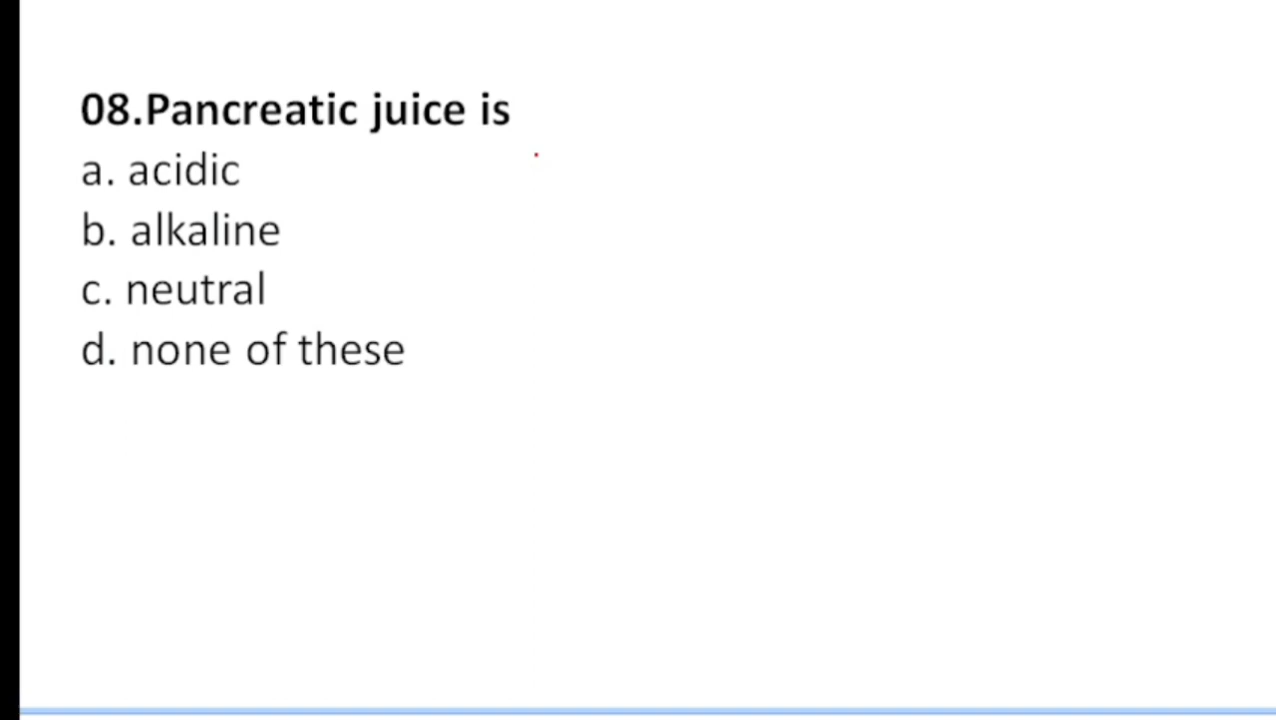 08.Pancreatic juice is
a. acidic
b. alkaline
c. neutral
d. none of these